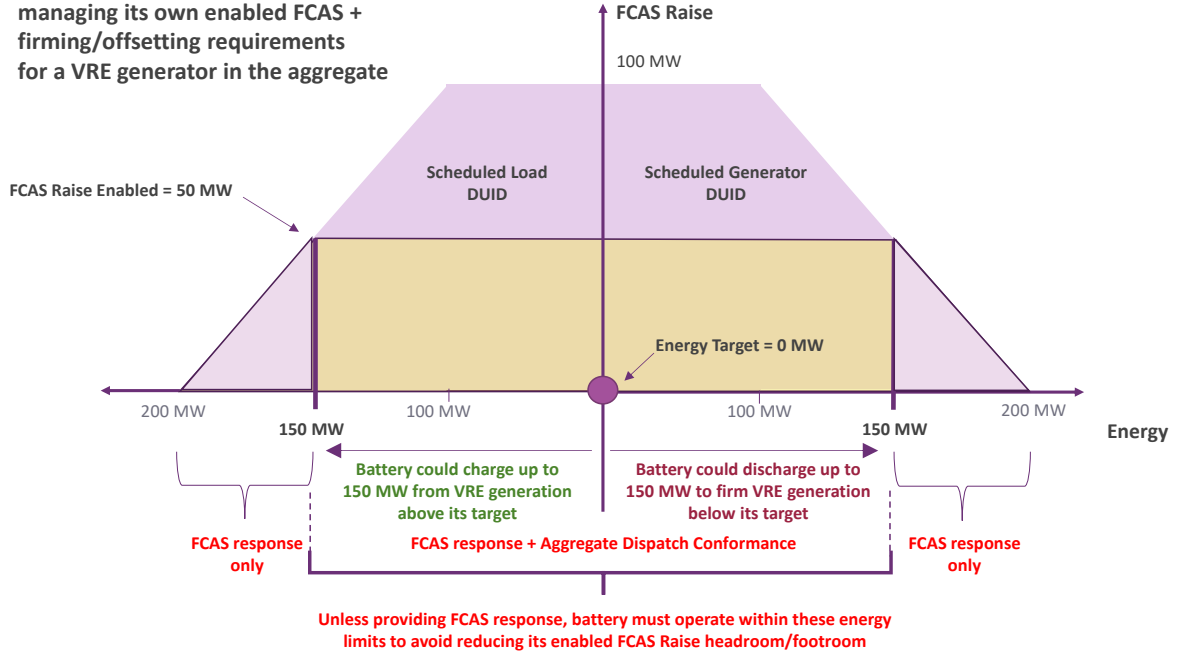 managing its own enabled FCAS +
firming/offsetting requirements
for a VRE generator in the aggregate
FCAS Raise
100 MW
Scheduled Load
DUID
Scheduled Generator
DUID
FCAS Raise Enabled = 50 MW
Energy Target = 0 MW
200 MW
150 MW
100 MW
100 MW
150 MW
200 MW
Energy
Battery could charge up to
150 MW from VRE generation
above its target
Battery could discharge up to
150 MW to firm VRE generation
below its target
FCAS response
only
FCAS response + Aggregate Dispatch Conformance
FCAS response
only
Unless providing FCAS response, battery must operate within these energy
limits to avoid reducing its enabled FCAS Raise headroom/footroom